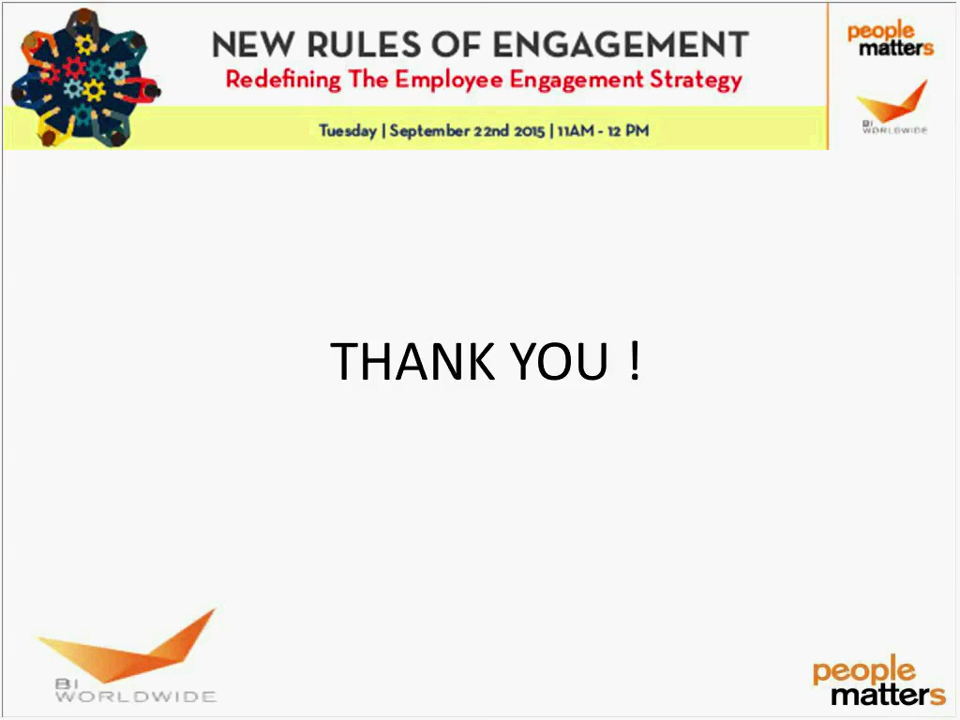 NEW RULES OF ENGAGEMENT
Redefining The Employee Engagement Strategy
Tuesday | September 22nd 2015 | 11AM - 12 PM
people
matters
BI
WORLDWIDE
THANK YOU !
BI
WORLDWIDE
people
matters